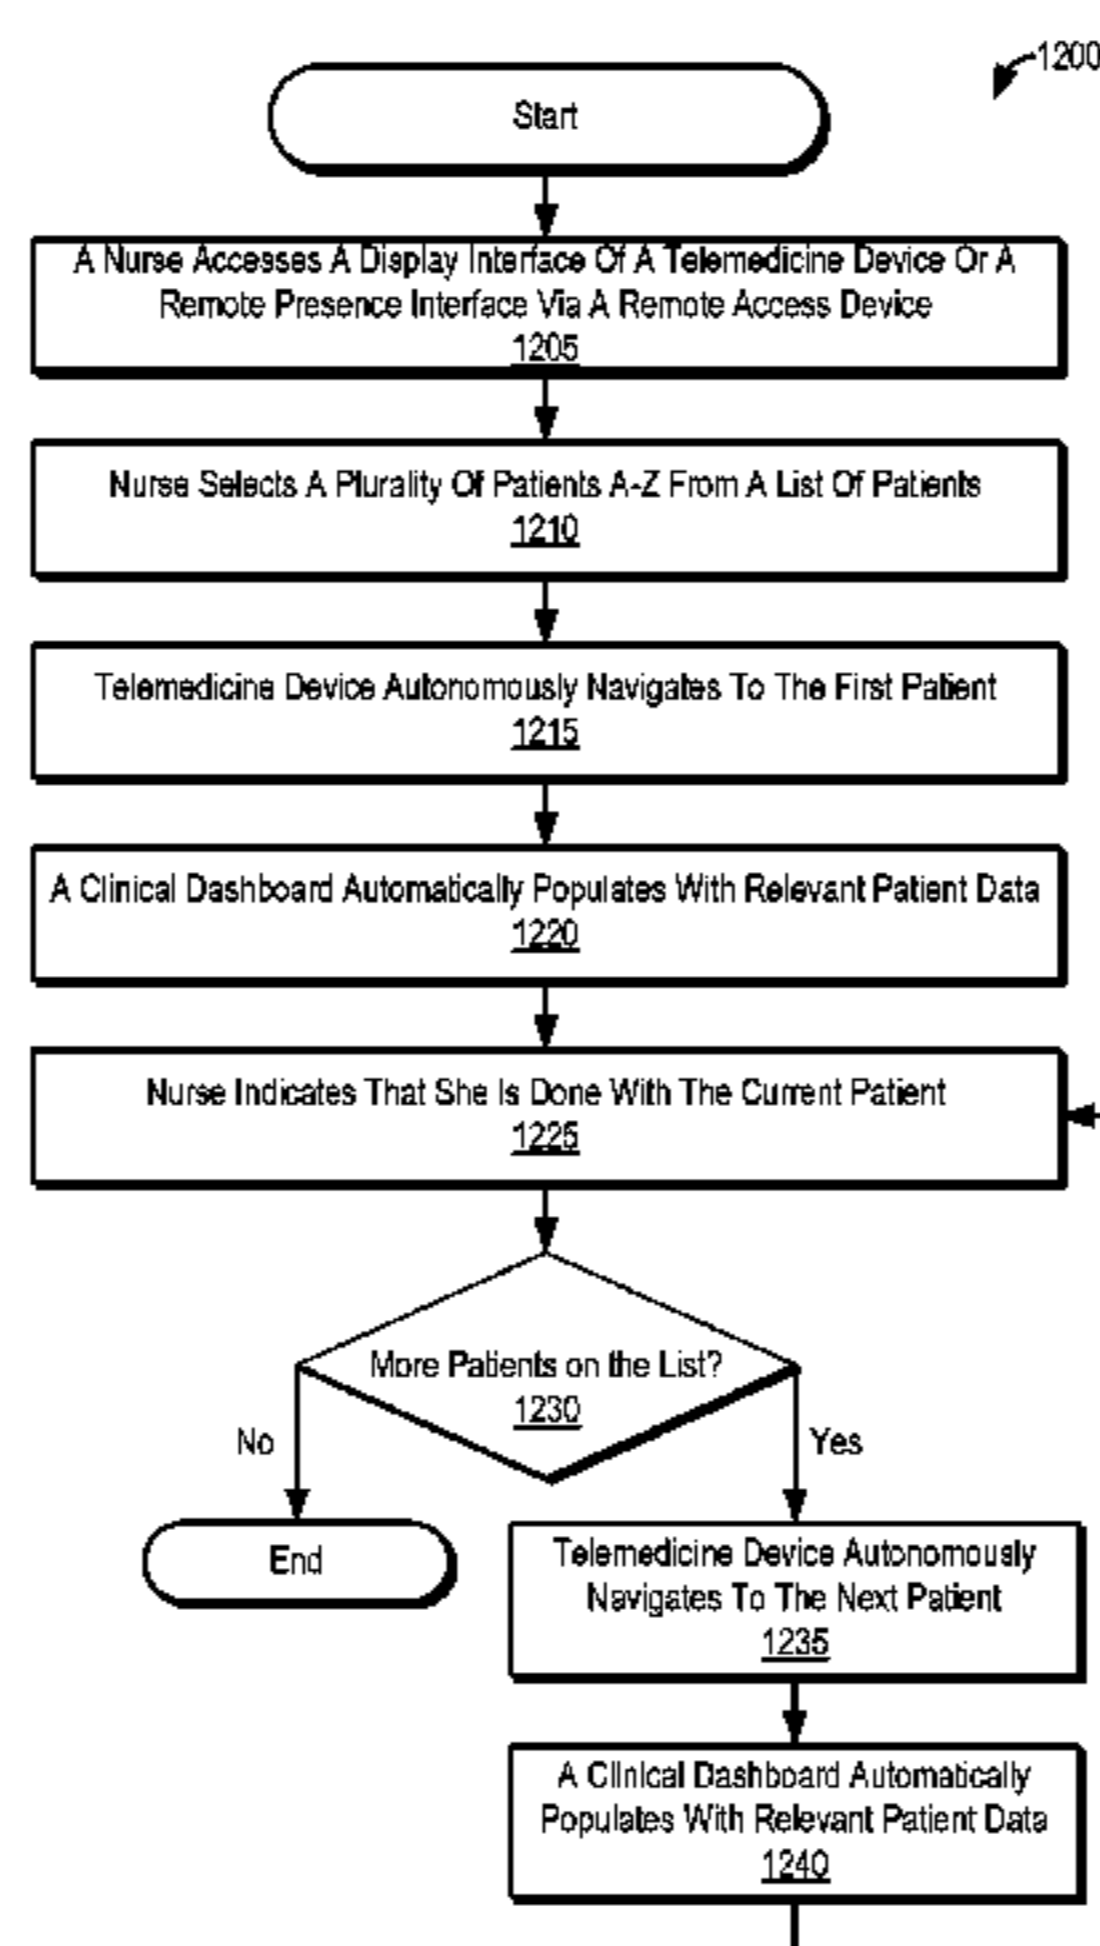 1200
Start
A Nurse Accesses A Display Interface Of A Telemedicine Device Or A
Remote Presence Interface Via A Remote Access Device
1205
Nurse Selects A Plurality Of Patients A-Z From A List Of Patients
1210
Telemedicine Device Autonomously Navigates To The First Patient
1215
A Clinical Dashboard Automatically Populates With Relevant Patient Data
1220
Nurse Indicates That She Is Done With The Current Patient
1225
More Patients on the List?
1230
No
Yes
End
Telemedicine Device Autonomously
Navigates To The Next Patient
1235
A Clinical Dashboard Automatically
Populates With Relevant Patient Data
1240